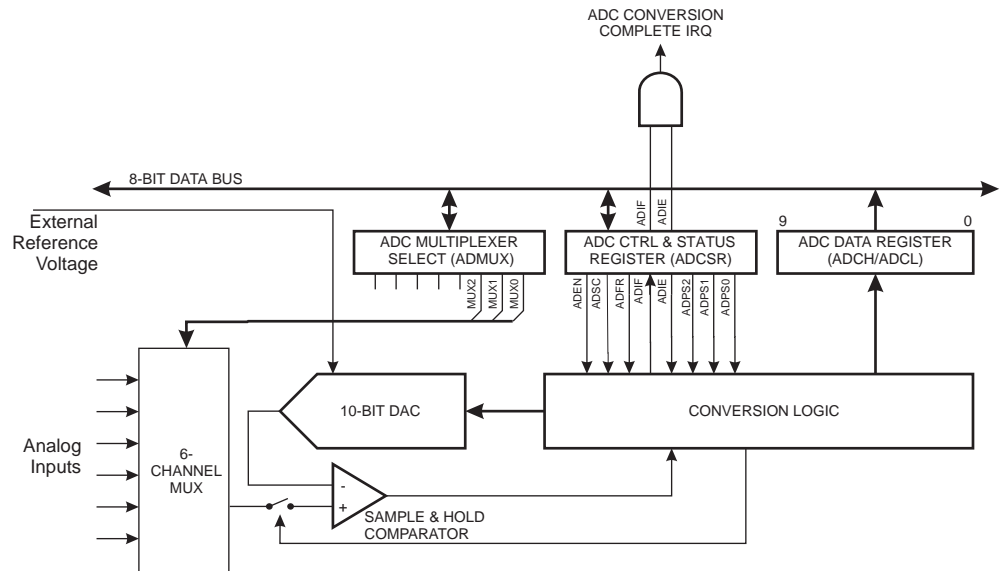 ADC CONVERSION
COMPLETE IRQ
8-BIT DATA BUS
ADIF
ADIE
External
Reference
Voltage
9
0
ADC MULTIPLEXER
SELECT (ADMUX)
ADC CTRL & STATUS
REGISTER (ADCSR)
ADC DATA REGISTER
(ADCH/ADCL)
MUX2
MUX1
MUX0
ADEN
ADSC
ADFR
ADIF
ADIE
ADPS2
ADPS1
ADPS0
10-BIT DAC
CONVERSION LOGIC
Analog
Inputs
6-
CHANNEL
MUX
-
+
SAMPLE & HOLD
COMPARATOR